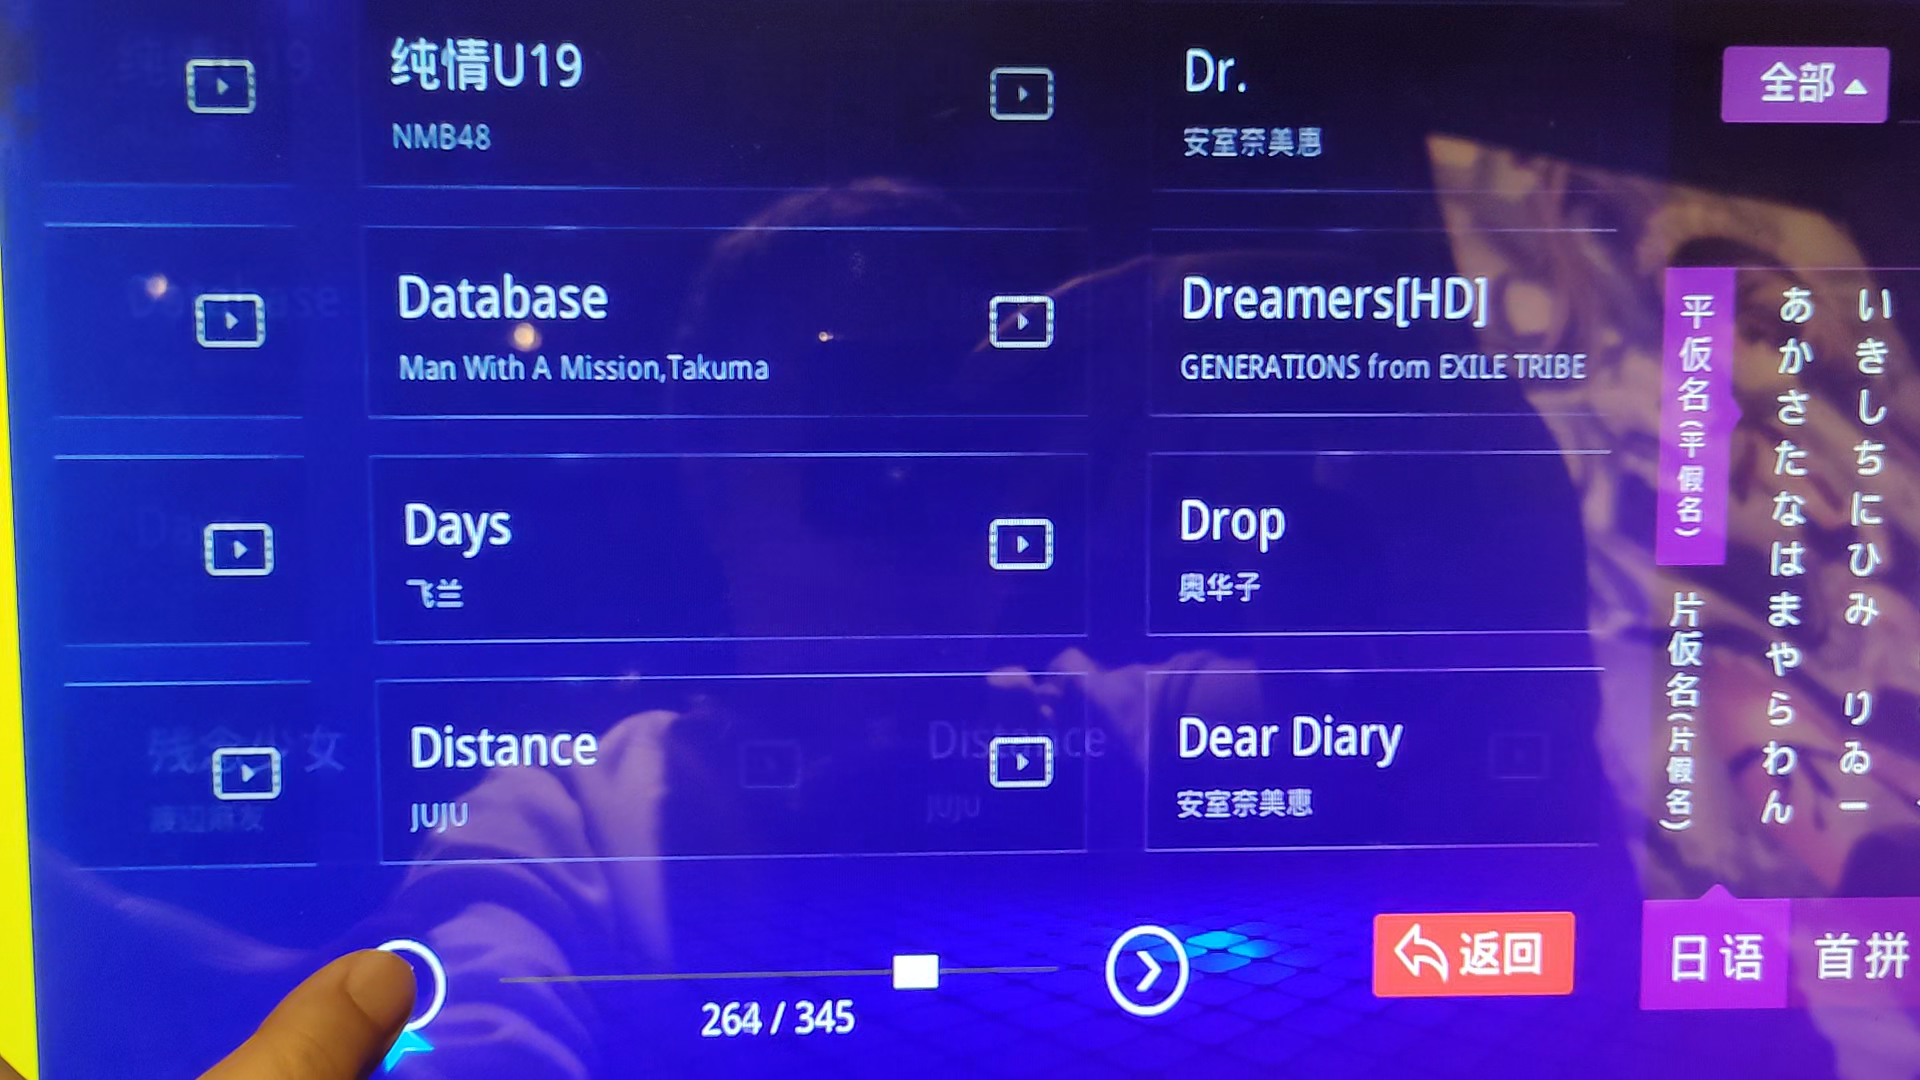 纯情U19
NMB48
Dr.
安室奈美惠
全部
Database
Man With A Mission,Takuma
Dreamers[HD]
GENERATIONS from EXILE TRIBE
Days
飞兰
Drop
奥华子
Distance
JUJU
Dear Diary
安室奈美惠
平仮名(平假名)
片仮名(片假名)
あかさたなはまやらわん
いきしちにひみ りゐー
264 / 345
返回
日语
首拼